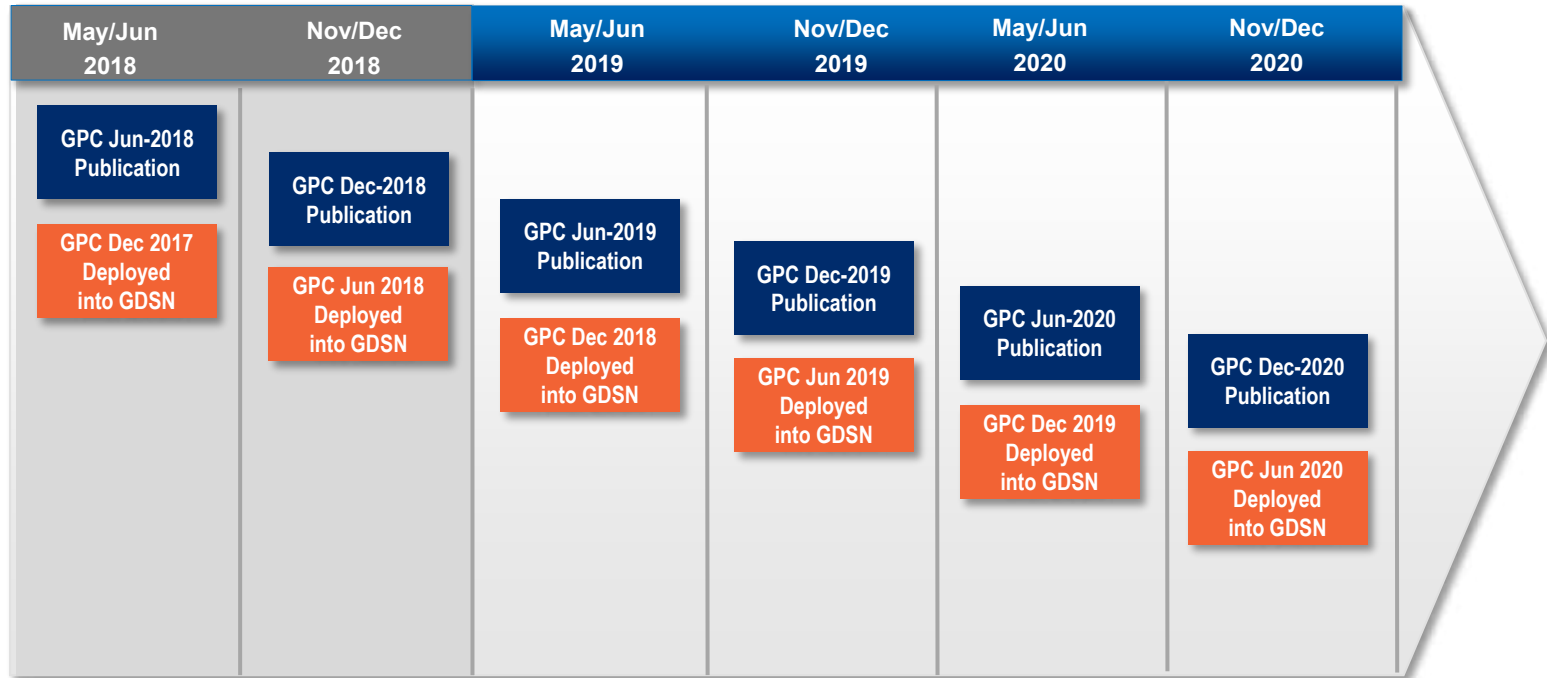 May/Jun
2018
Nov/Dec
2018
May/Jun
2019
Nov/Dec
2019
May/Jun
2020
Nov/Dec
2020
GPC Jun-2018
Publication
GPC Dec 2017
Deployed
into GDSN
GPC Dec-2018
Publication
GPC Jun 2018
Deployed
into GDSN
GPC Jun-2019
Publication
GPC Dec 2018
Deployed
into GDSN
GPC Dec-2019
Publication
GPC Jun 2019
Deployed
into GDSN
GPC Jun-2020
Publication
GPC Dec 2019
Deployed
into GDSN
GPC Dec-2020
Publication
GPC Jun 2020
Deployed
into GDSN